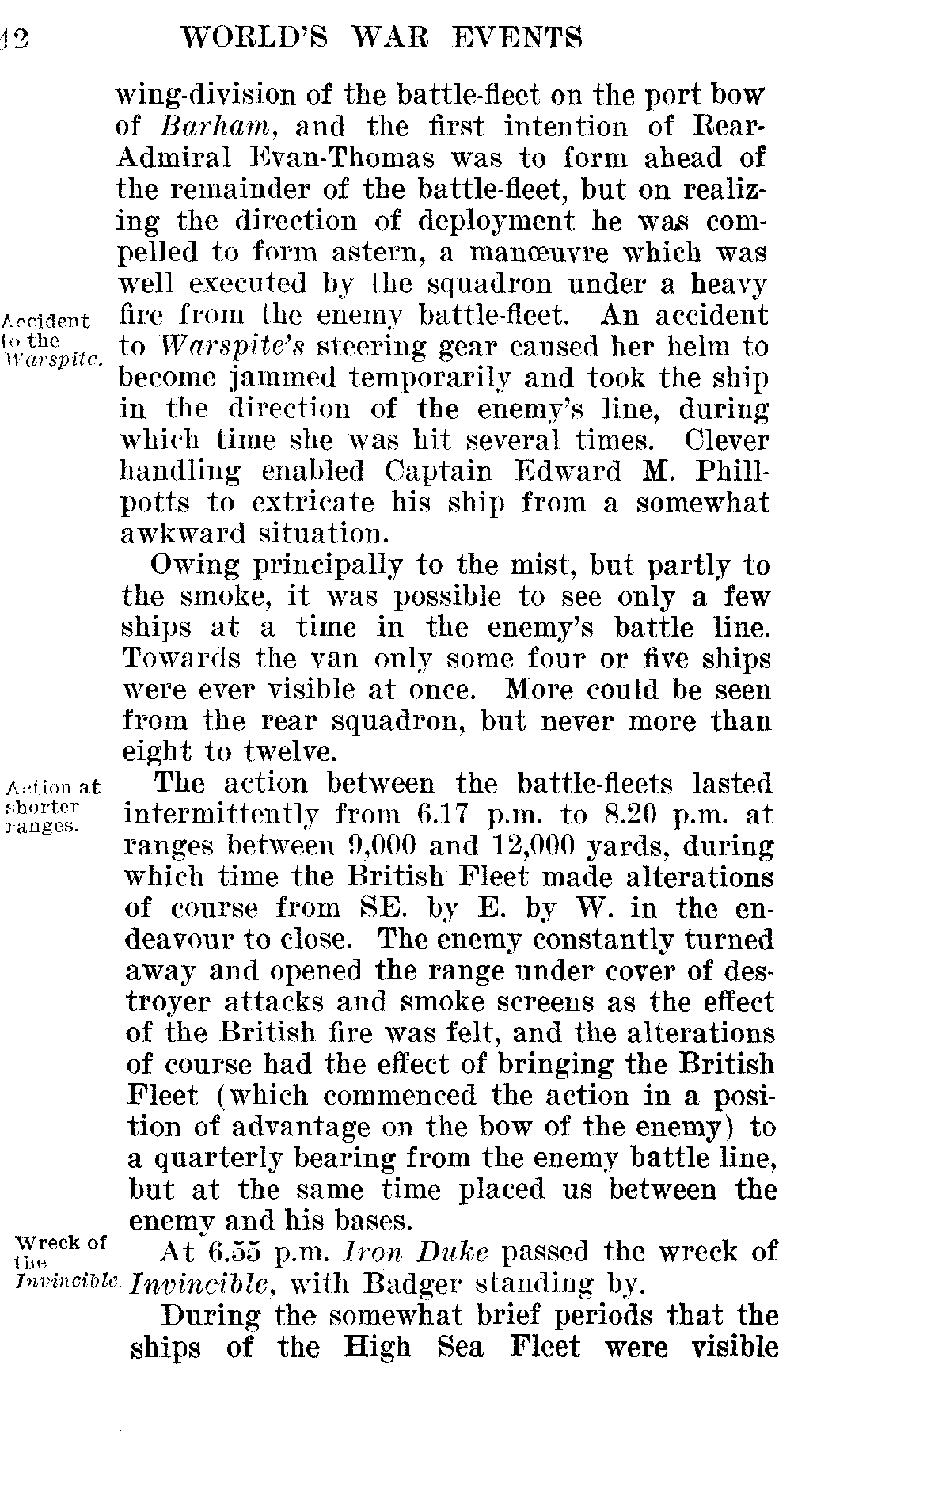 42 WORLD'S WAR EVENTS
wing-division of the battle-fleet on the port bow
of Barham, and the first intention of Rear-
Admiral Evan-Thomas was to form ahead of
the remainder of the battle-fleet, but on realiz-
ing the direction of deployment he was com-
pelled to form astern, a manœuvre which was
well executed by the squadron under a heavy
fire from the enemy battle-fleet. An accident
to Warspite's steering gear caused her helm to
become jammed temporarily and took the ship
in the direction of the enemy's line, during
which time she was hit several times. Clever
handling enabled Captain Edward M. Phill-
potts to extricate his ship from a somewhat
awkward situation.
Accident
to the
Warspite.
Owing principally to the mist, but partly to
the smoke, it was possible to see only a few
ships at a time in the enemy's battle line.
Towards the van only some four or five ships
were ever visible at once. More could be seen
from the rear squadron, but never more than
eight to twelve.
Action at
shorter
ranges.
The action between the battle-fleets lasted
intermittently from 6.17 p.m. to 8.20 p.m. at
ranges between 9,000 and 12,000 yards, during
which time the British Fleet made alterations
of course from SE. by E. by W. in the en-
deavour to close. The enemy constantly turned
away and opened the range under cover of des-
troyer attacks and smoke screens as the effect
of the British fire was felt, and the alterations
of course had the effect of bringing the British
Fleet (which commenced the action in a posi-
tion of advantage on the bow of the enemy) to
a quarterly bearing from the enemy battle line,
but at the same time placed us between the
enemy and his bases.
Wreck of
the
Invincible.
At 6.55 p.m. Iron Duke passed the wreck of
Invincible, with Badger standing by.
During the somewhat brief periods that the
ships of the High Sea Fleet were visible